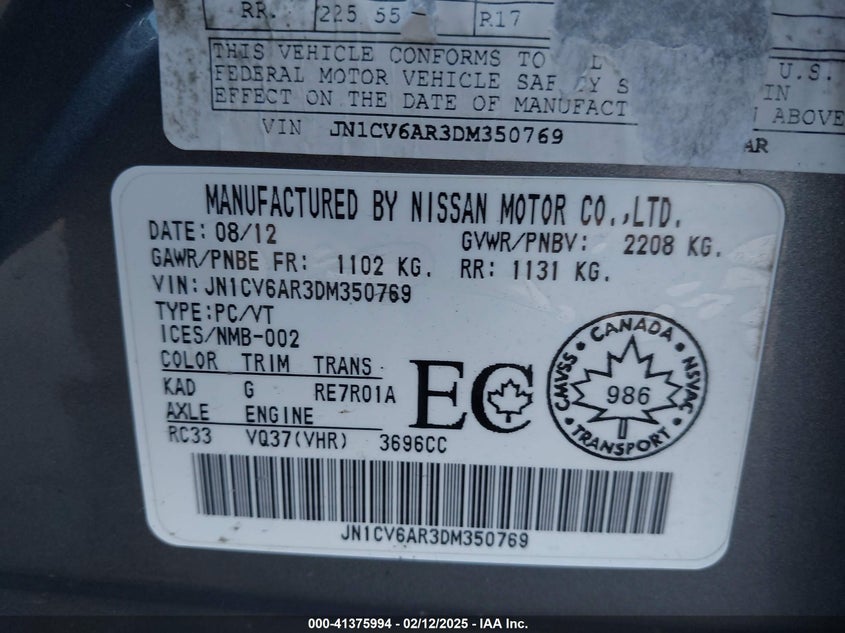 RR. 225 55- R17
THIS VEHICLE CONFORMS TO U.S.
FEDERAL MOTOR VEHICLE IN
EFFECT ON THE DATE OF ABOVE
VIN JN1CV6AR3DM350769
MANUFACTURED BY NISSAN MOTOR CO.,LTD.
DATE: 08/12 GVWR/PNBV: 2208 KG.
GAWR/PNBE FR: 1102 KG. RR: 1131 KG.
VIN: JN1CV6AR3DM350769
TYPE:PC/VT
ICES/NMB-002
COLOR TRIM TRANS
KAD G RE7R01A
AXLE ENGINE
RC33 VQ37(VHR) 3696CC
EC
CANADA
CMVSS 986 NSVAC
TRANSPORT
JN1CV6AR3DM350769
000-41375994 - 02/12/2025 - IAA Inc.